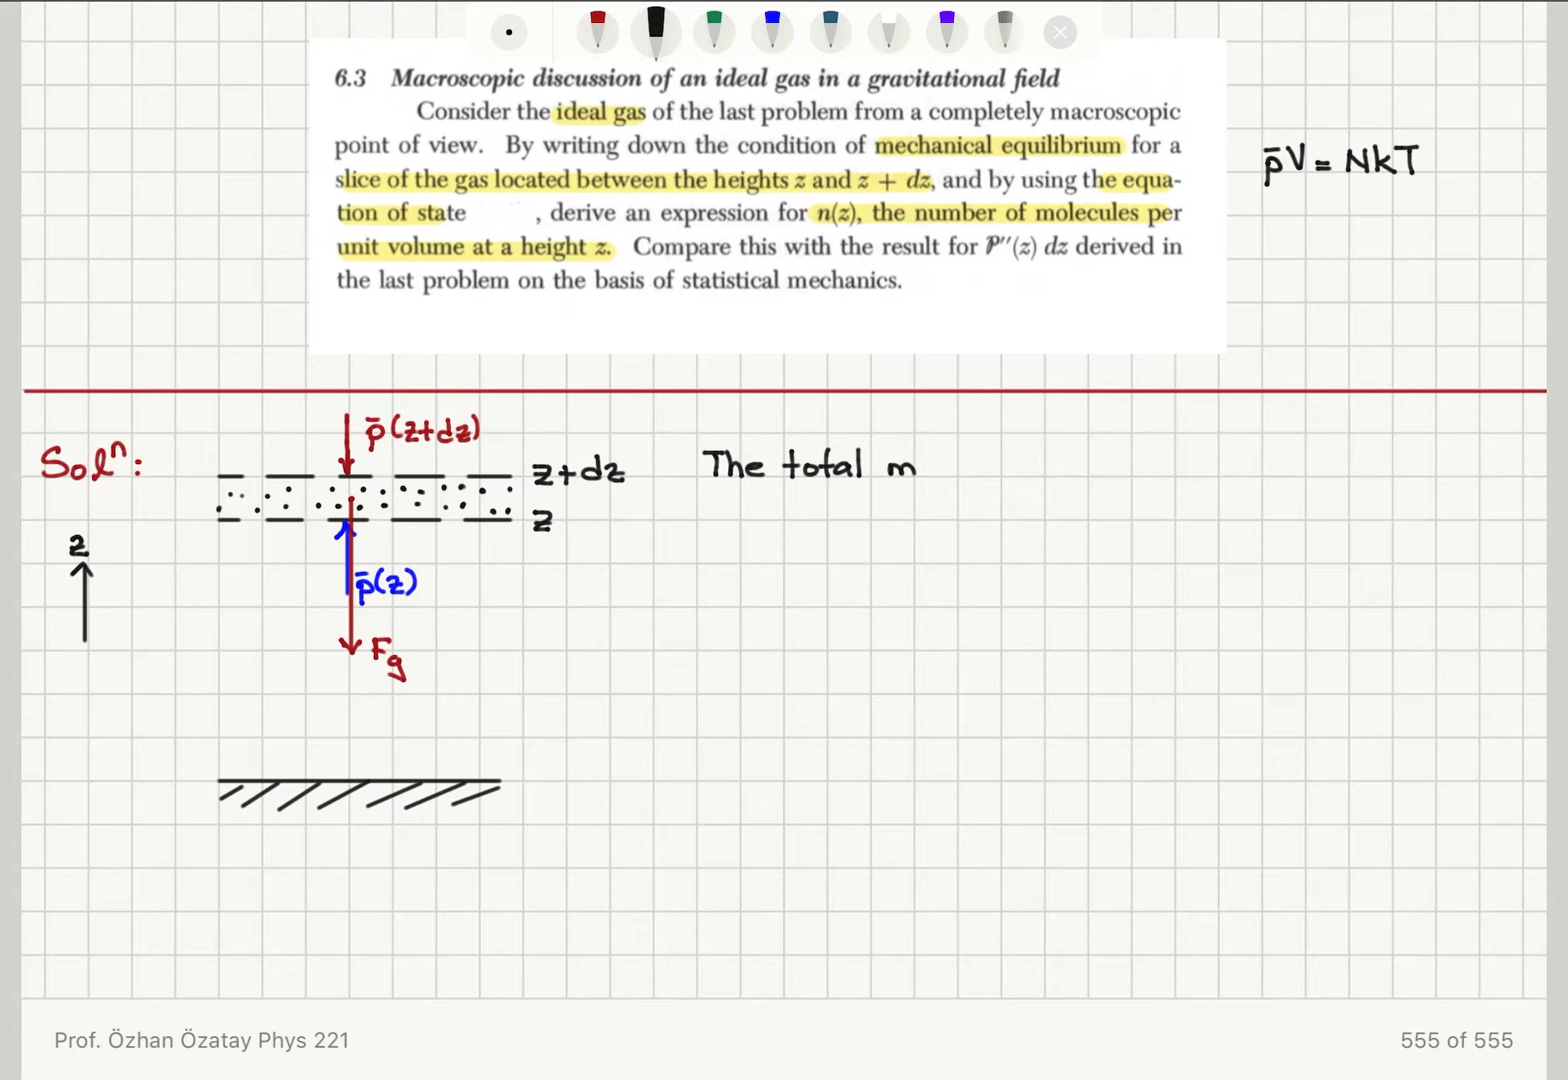 6.3 Macroscopic discussion of an ideal gas in a gravitational field
Consider the ideal gas of the last problem from a completely macroscopic
point of view. By writing down the condition of mechanical equilibrium for a
slice of the gas located between the heights z and z + dz, and by using the equa-
tion of state , derive an expression for n(z), the number of molecules per
unit volume at a height z. Compare this with the result for P''(z) dz derived in
the last problem on the basis of statistical mechanics.
p̄V = NkT
Solⁿ:
p̄(z+dz)
z+dz
z
The total m
z
p̄(z)
Fg
Prof. Özhan Özatay Phys 221
555 of 555